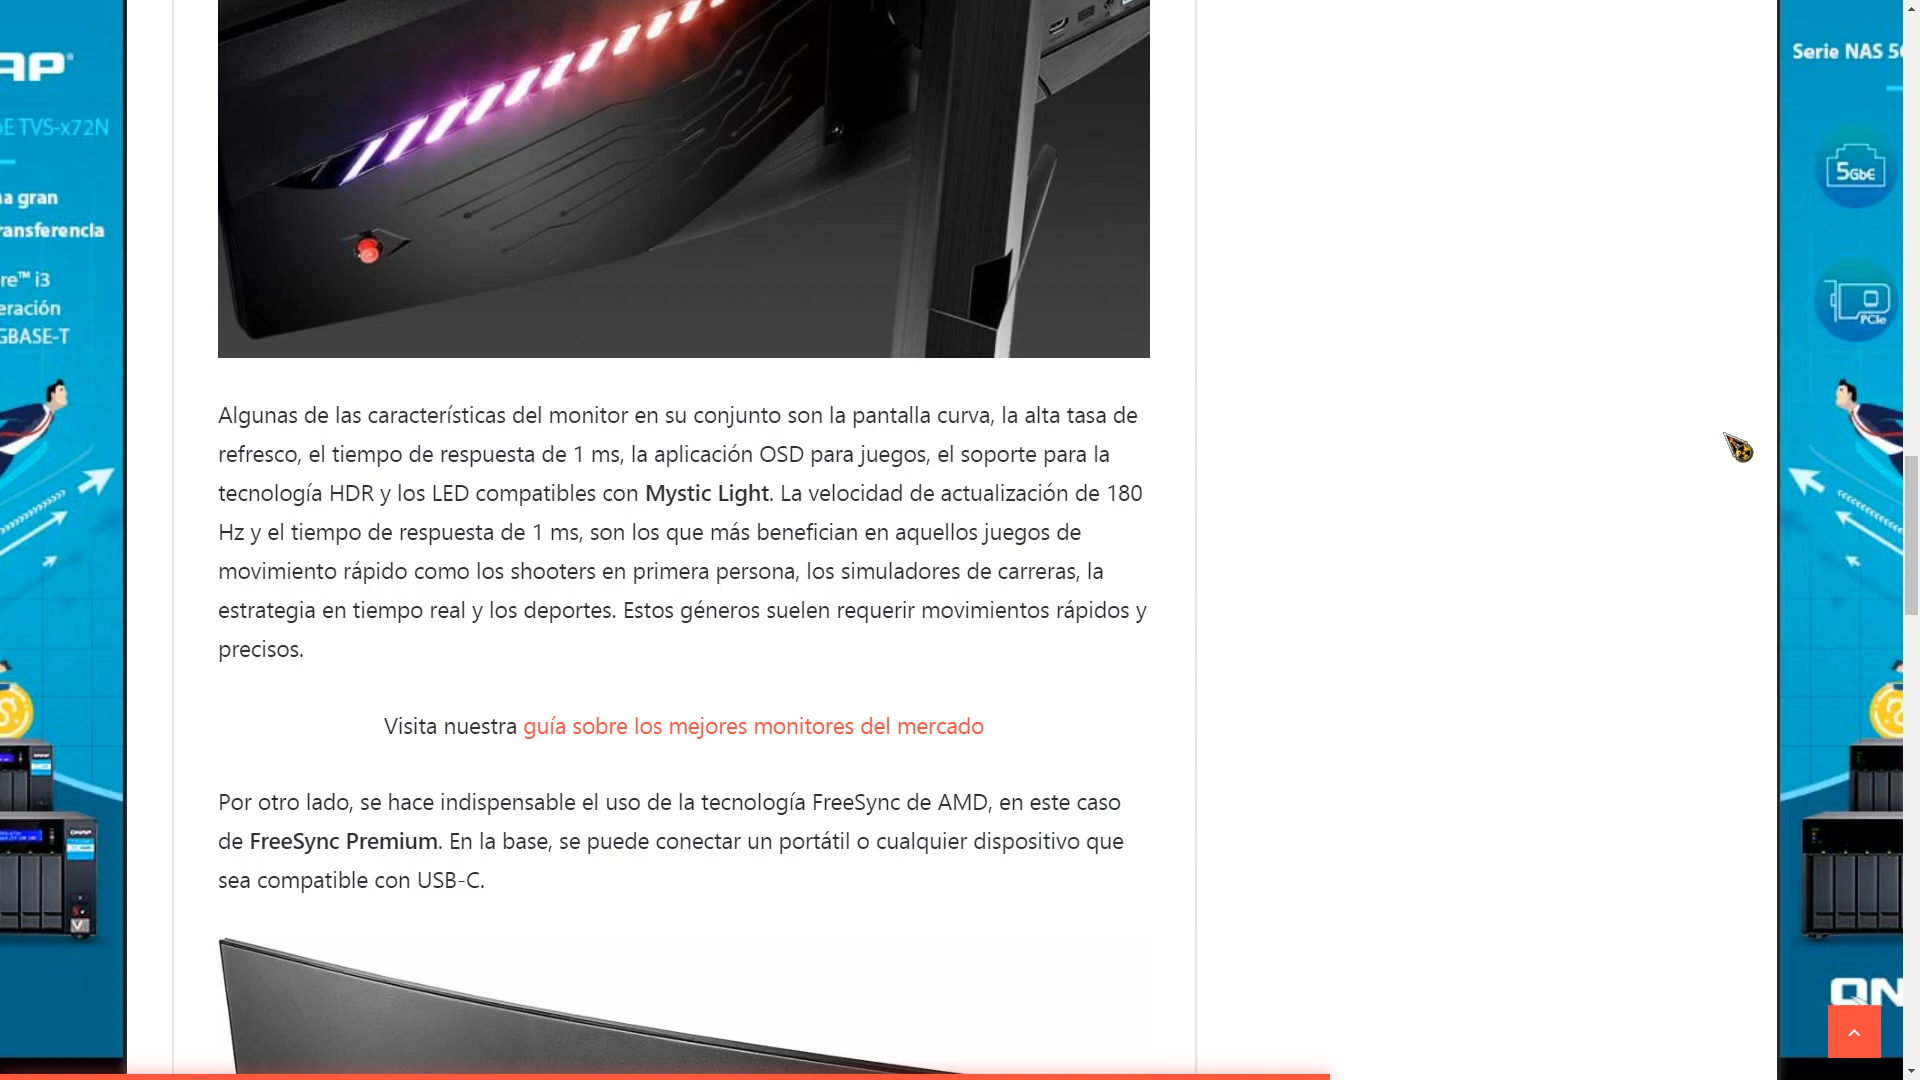 Algunas de las características del monitor en su conjunto son la pantalla curva, la alta tasa de
refresco, el tiempo de respuesta de 1 ms, la aplicación OSD para juegos, el soporte para la
tecnología HDR y los LED compatibles con Mystic Light. La velocidad de actualización de 180
Hz y el tiempo de respuesta de 1 ms, son los que más benefician en aquellos juegos de
movimiento rápido como los shooters en primera persona, los simuladores de carreras, la
estrategia en tiempo real y los deportes. Estos géneros suelen requerir movimientos rápidos y
precisos.
Visita nuestra guía sobre los mejores monitores del mercado
Por otro lado, se hace indispensable el uso de la tecnología FreeSync de AMD, en este caso
de FreeSync Premium. En la base, se puede conectar un portátil o cualquier dispositivo que
sea compatible con USB-C.
AP®
E TVS-x72N
a gran
ransferencia
re™ i3
eración
GBASE-T
Serie NAS 5
5GbE
PCIe
QN